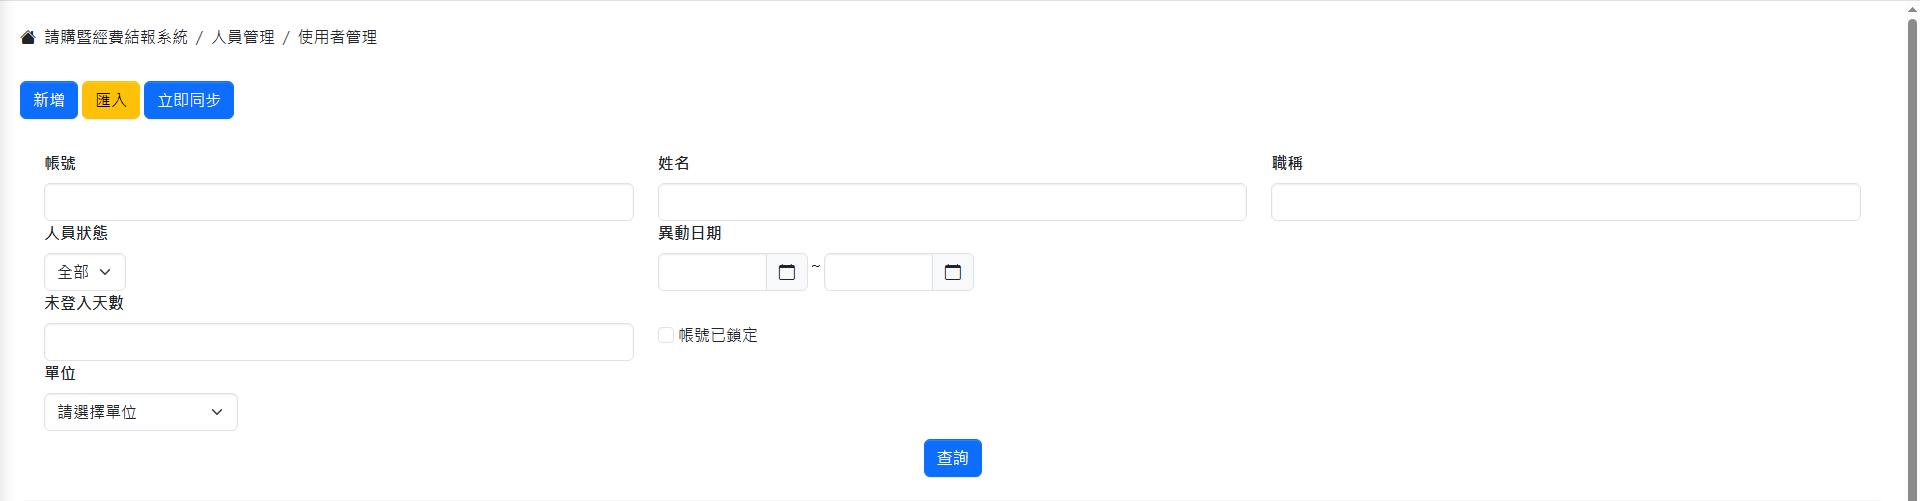 請購暨經費結報系統 / 人員管理 / 使用者管理
新增 匯入 立即同步
帳號 姓名 職稱
人員狀態 異動日期
全部 ~
未登入天數
帳號已鎖定
單位
請選擇單位
查詢